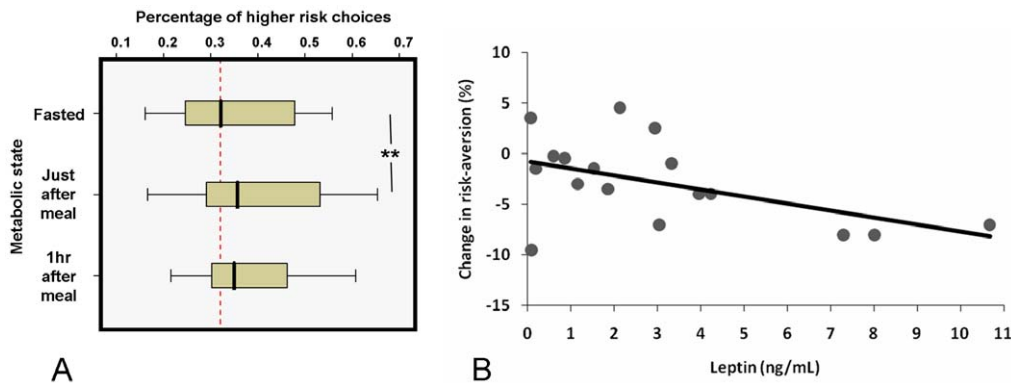 Percentage of higher risk choices
0.1 0.2 0.3 0.4 0.5 0.6 0.7
Metabolic state
Fasted
Just
after
meal
1hr
after
meal
**
A
Change in risk-aversion (%)
10
5
0
-5
-10
-15
0 1 2 3 4 5 6 7 8 9 10 11
Leptin (ng/mL)
B